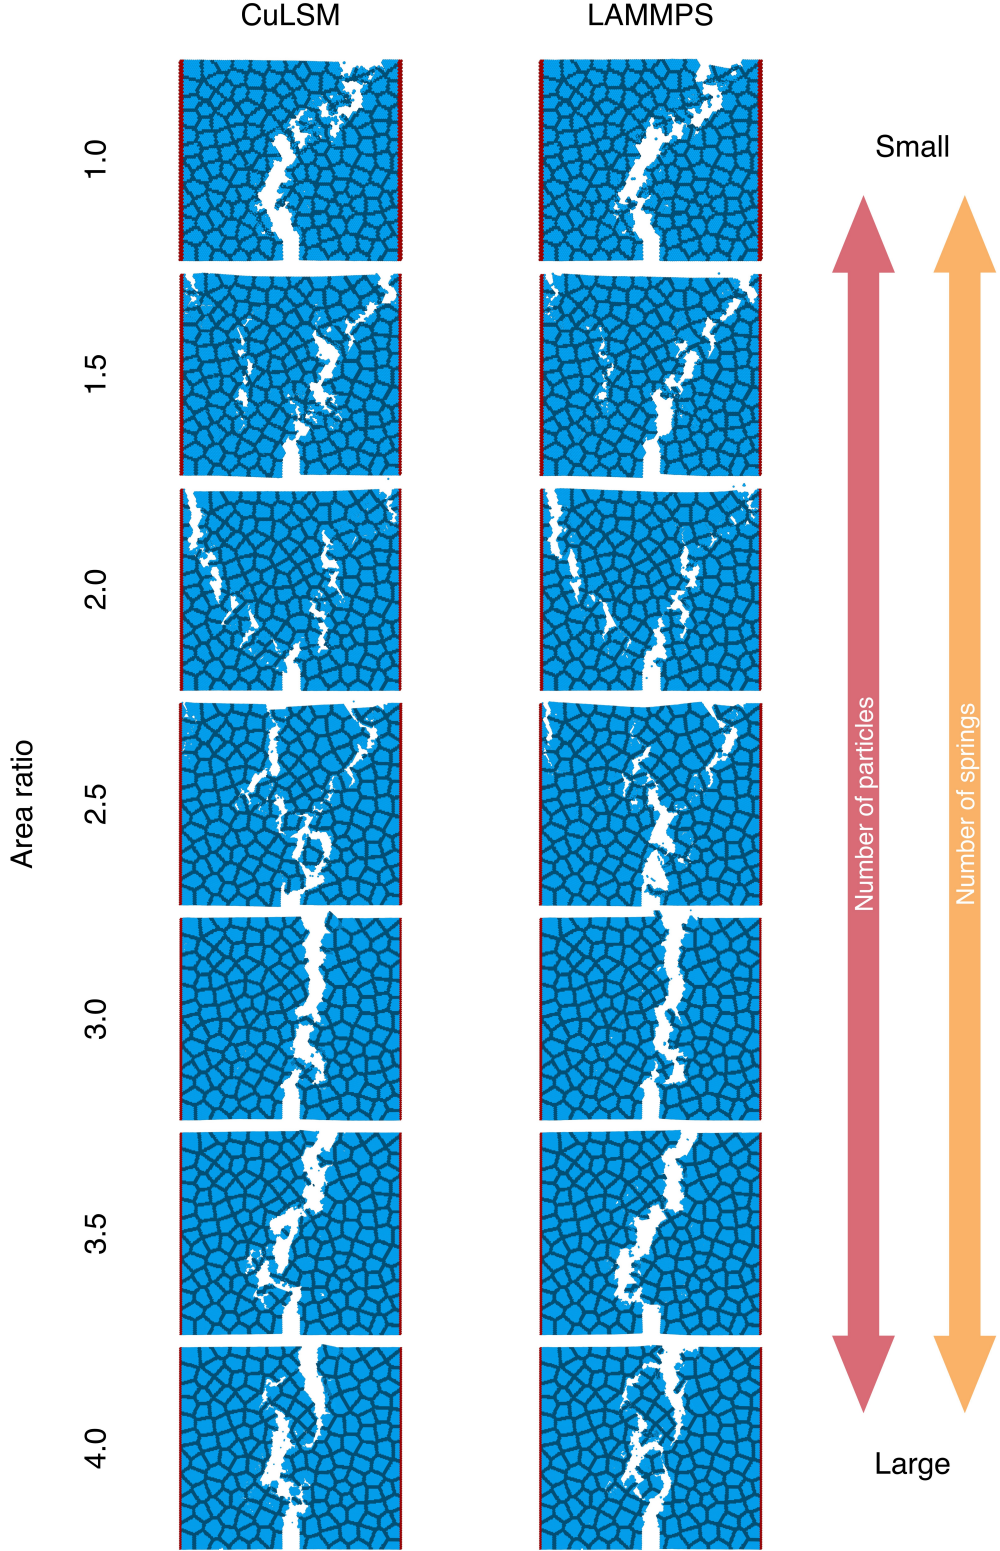 CuLSM
LAMMPS
Area ratio
1.0
1.5
2.0
2.5
3.0
3.5
4.0
Small
Number of particles
Number of springs
Large